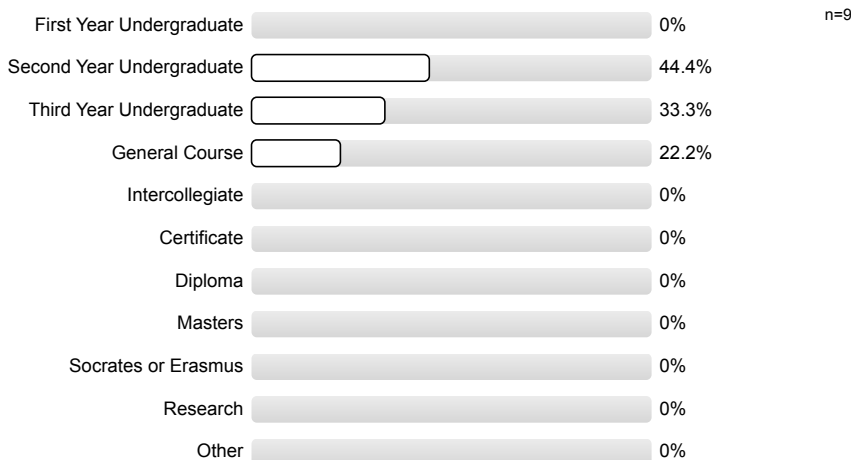 First Year Undergraduate 0% n=9
Second Year Undergraduate 44.4%
Third Year Undergraduate 33.3%
General Course 22.2%
Intercollegiate 0%
Certificate 0%
Diploma 0%
Masters 0%
Socrates or Erasmus 0%
Research 0%
Other 0%